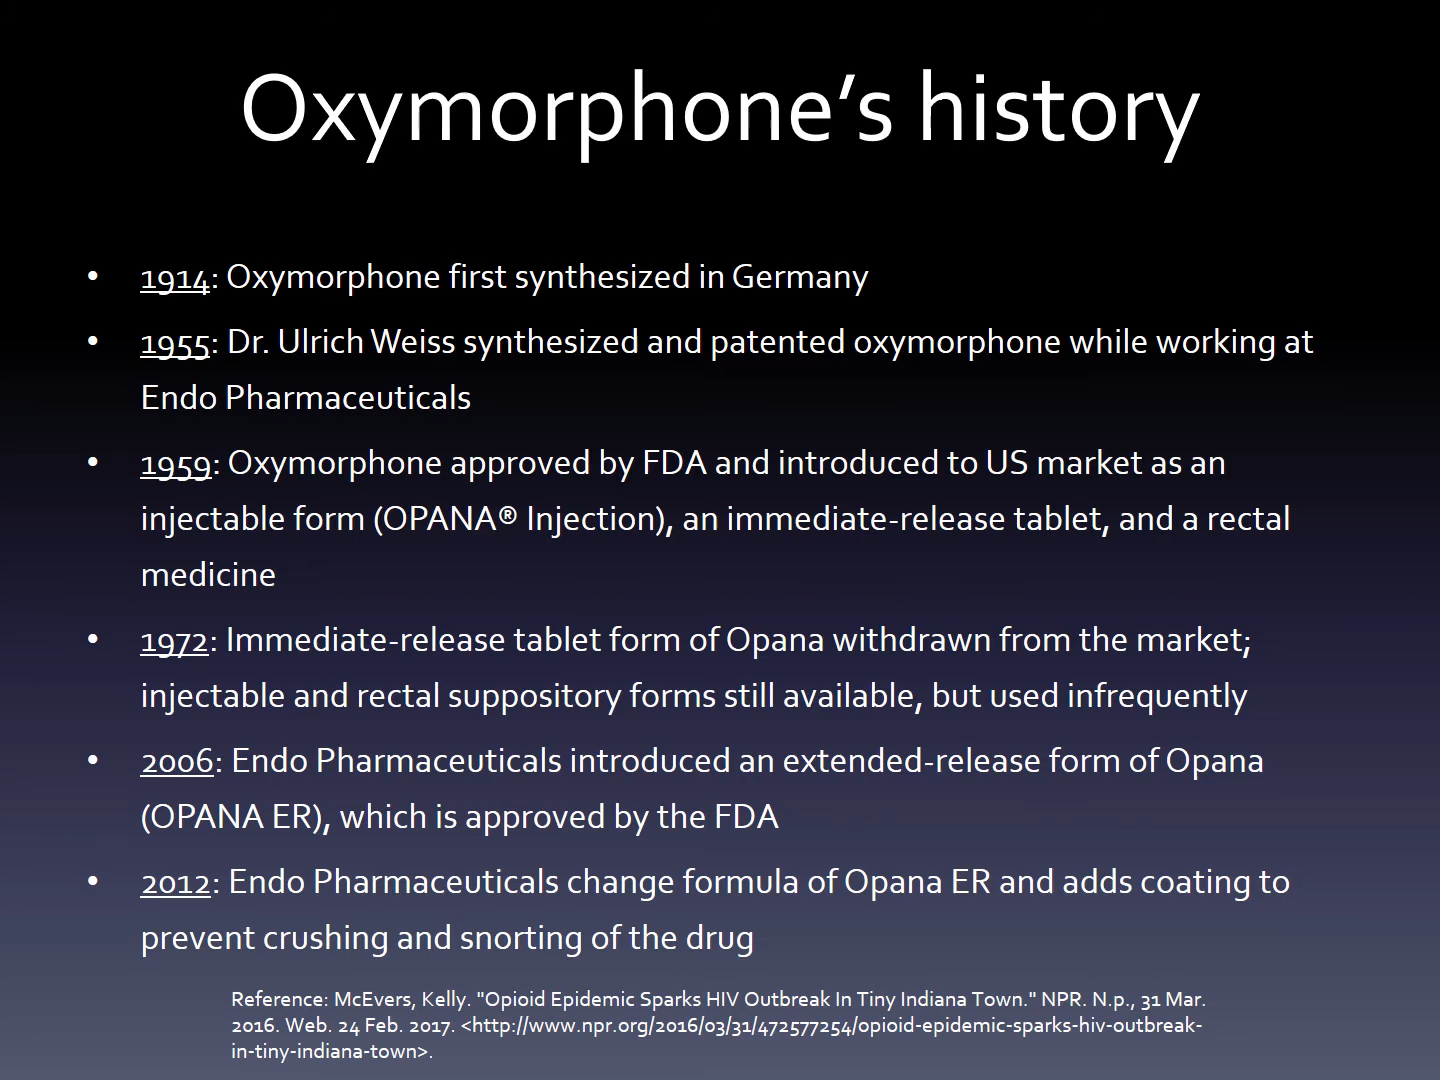 Oxymorphone’s history
• 1914: Oxymorphone first synthesized in Germany
• 1955: Dr. Ulrich Weiss synthesized and patented oxymorphone while working at
Endo Pharmaceuticals
• 1959: Oxymorphone approved by FDA and introduced to US market as an
injectable form (OPANA® Injection), an immediate-release tablet, and a rectal
medicine
• 1972: Immediate-release tablet form of Opana withdrawn from the market;
injectable and rectal suppository forms still available, but used infrequently
• 2006: Endo Pharmaceuticals introduced an extended-release form of Opana
(OPANA ER), which is approved by the FDA
• 2012: Endo Pharmaceuticals change formula of Opana ER and adds coating to
prevent crushing and snorting of the drug
Reference: McEvers, Kelly. "Opioid Epidemic Sparks HIV Outbreak In Tiny Indiana Town." NPR. N.p., 31 Mar.
2016. Web. 24 Feb. 2017. <http://www.npr.org/2016/03/31/472577254/opioid-epidemic-sparks-hiv-outbreak-
in-tiny-indiana-town>.